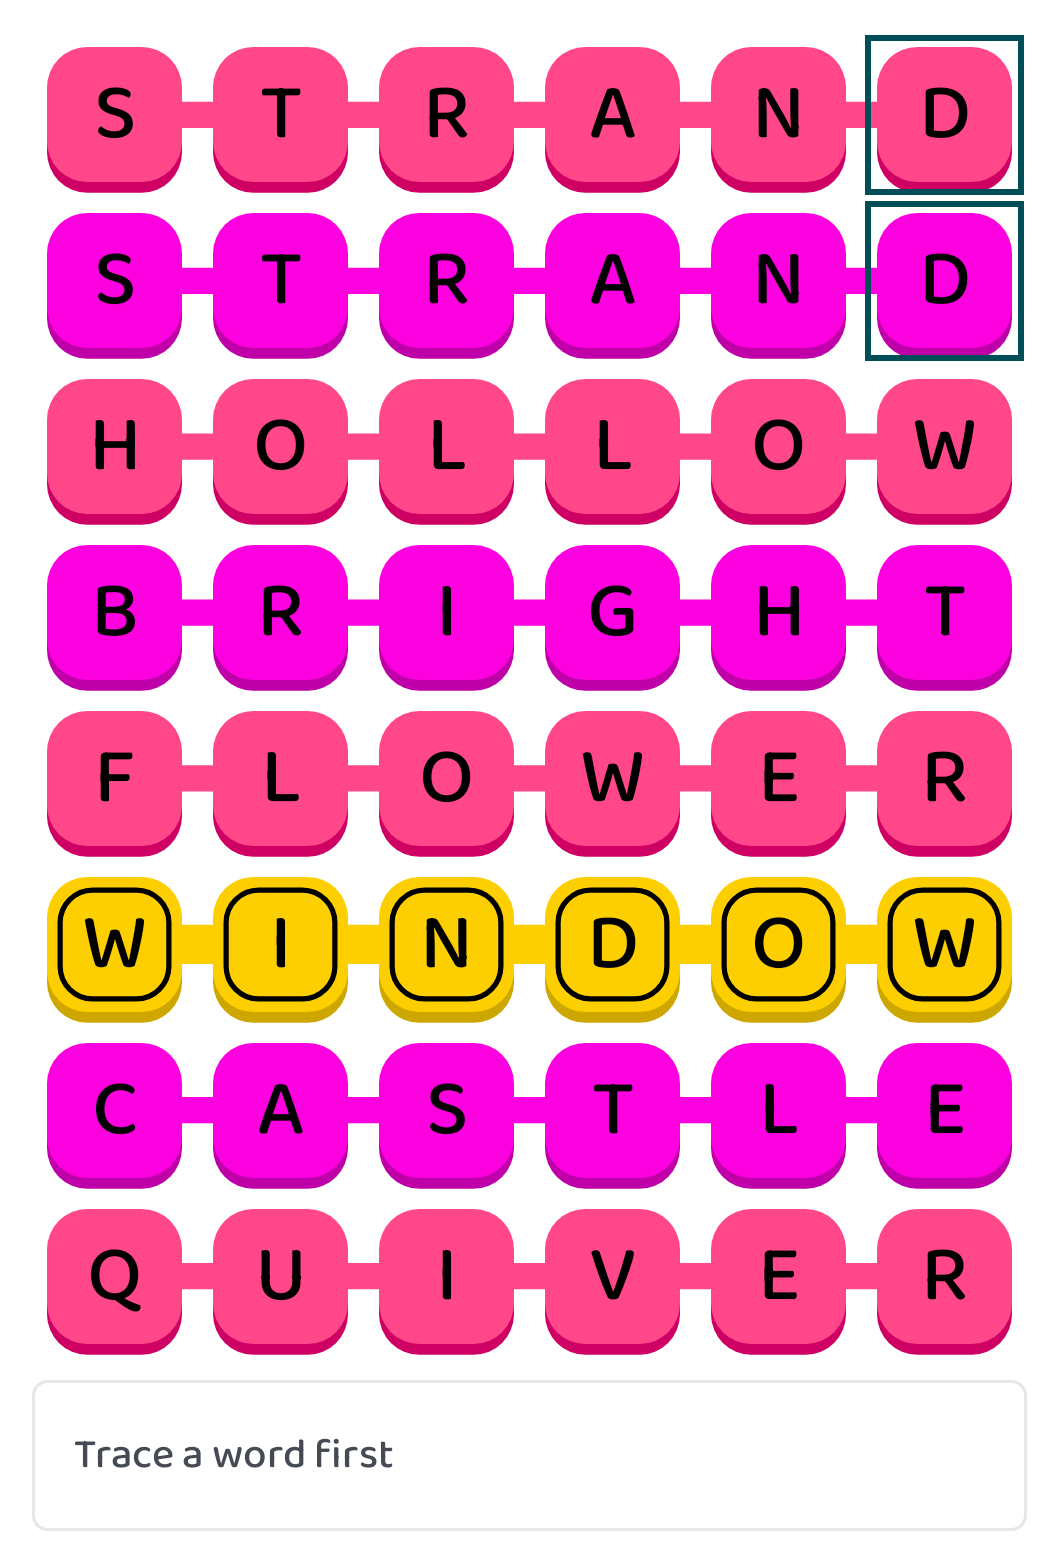 STRAND
STRAND
HOLLOW
BRIGHT
FLOWER
WINDOW
CASTLE
QUIVER
Trace a word first